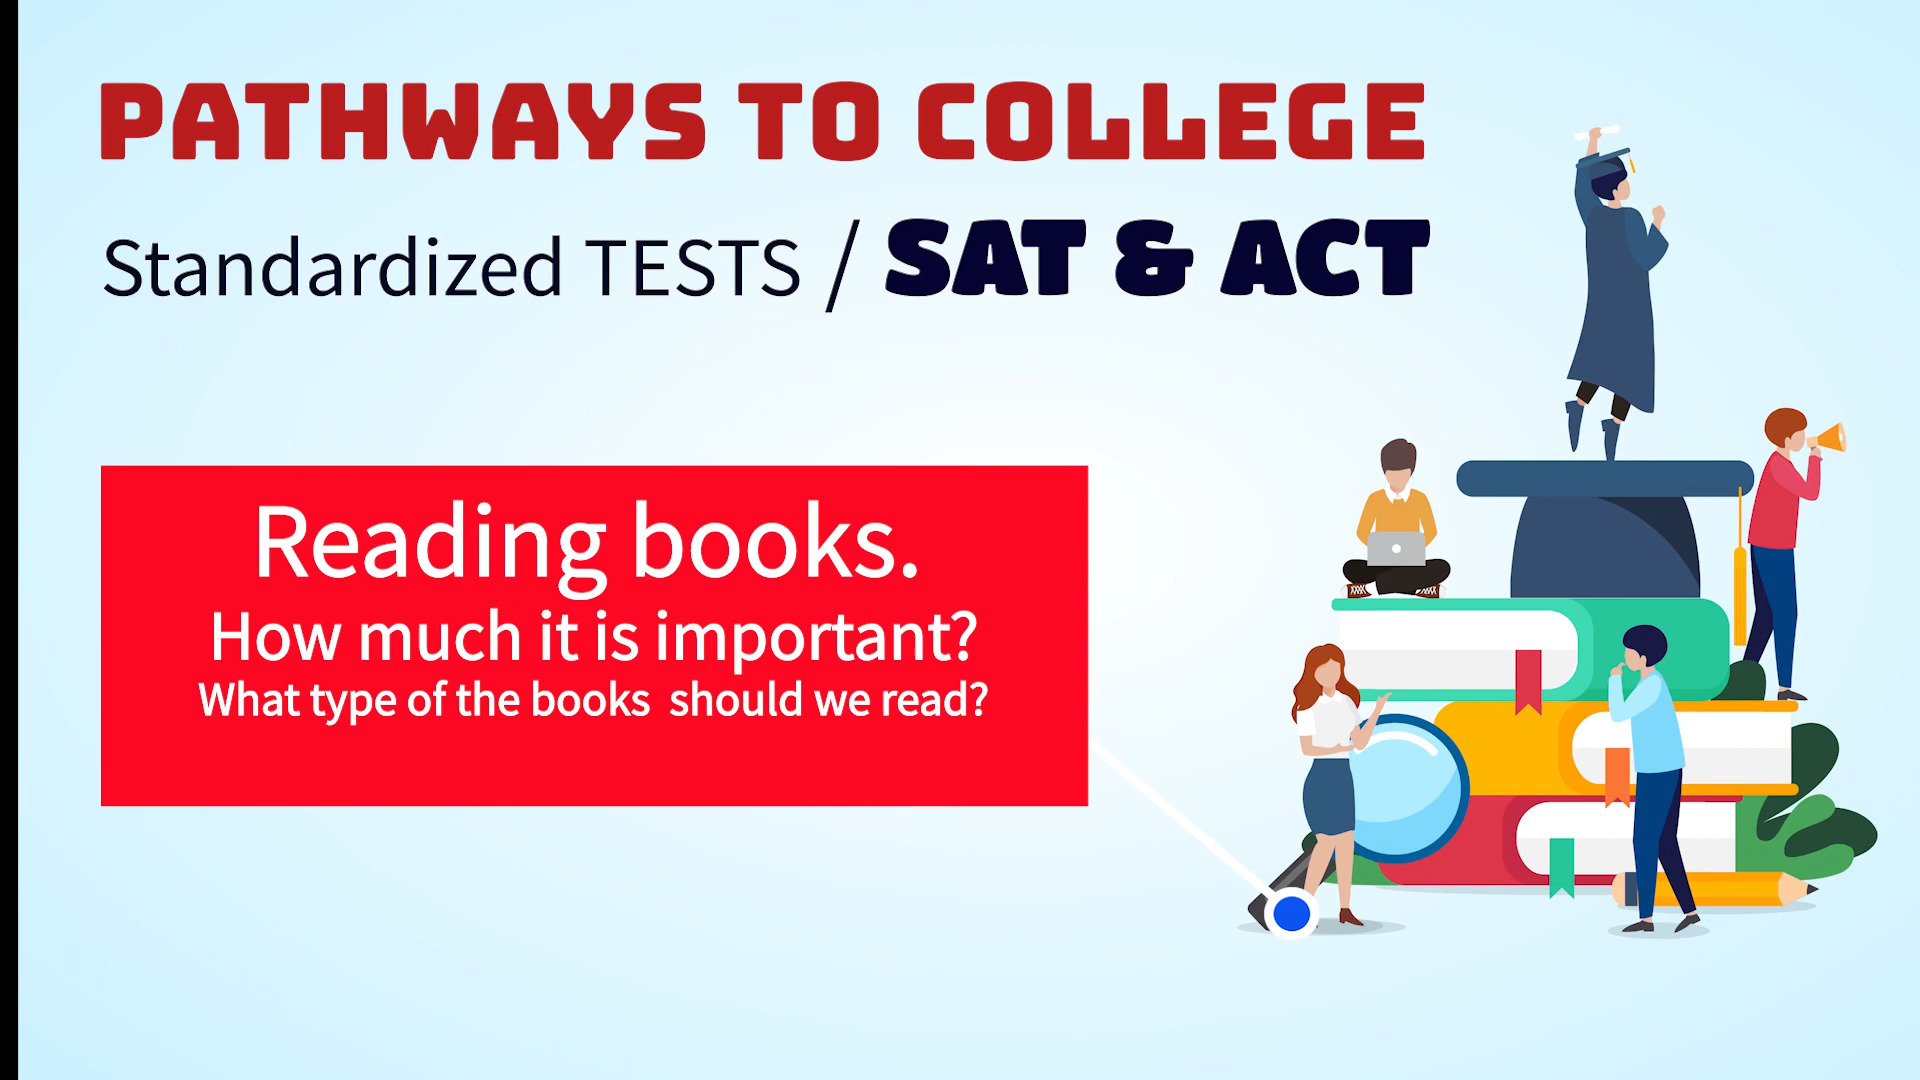 PATHWAYS TO COLLEGE
Standardized TESTS / SAT & ACT
Reading books.
How much it is important?
What type of the books should we read?